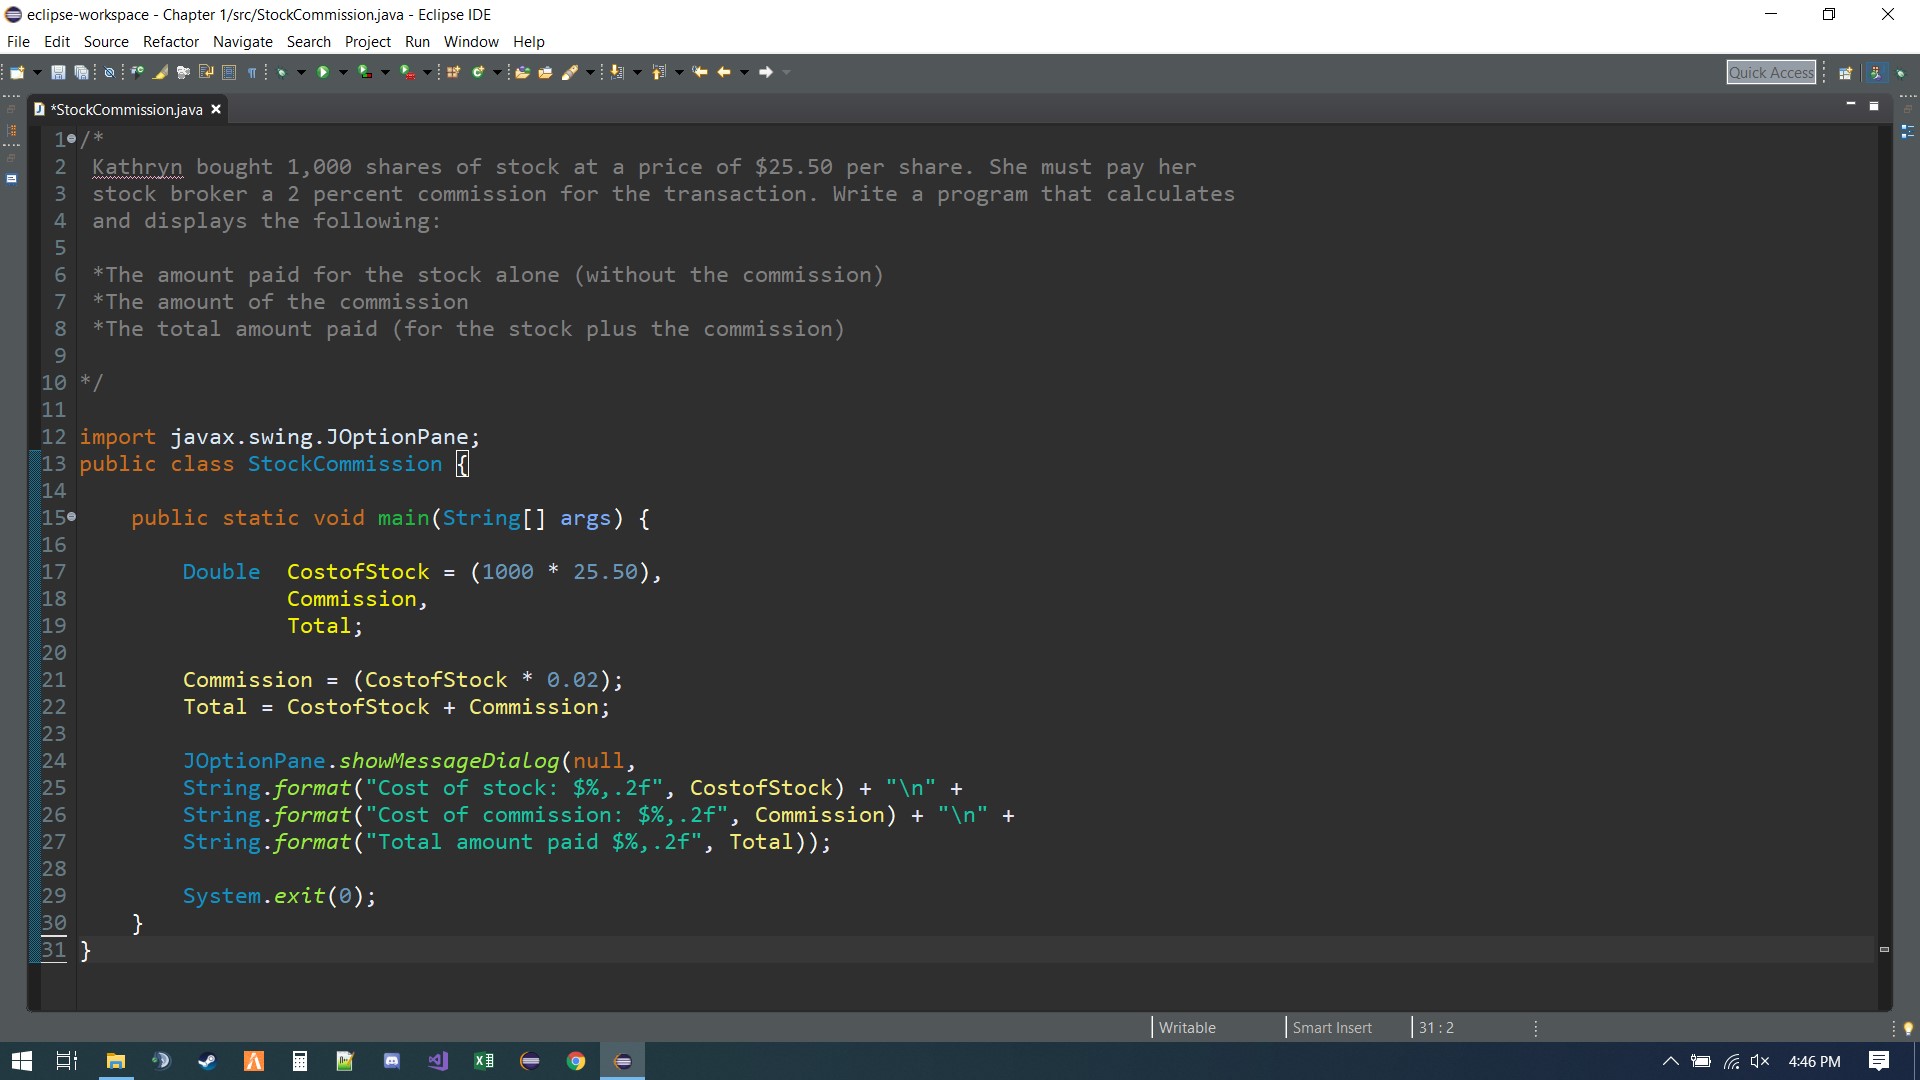 eclipse-workspace - Chapter 1/src/StockCommission.java - Eclipse IDE
File Edit Source Refactor Navigate Search Project Run Window Help
Quick Access
*StockCommission.java
1 /*
2 Kathryn bought 1,000 shares of stock at a price of $25.50 per share. She must pay her
3 stock broker a 2 percent commission for the transaction. Write a program that calculates
4 and displays the following:
5
6 *The amount paid for the stock alone (without the commission)
7 *The amount of the commission
8 *The total amount paid (for the stock plus the commission)
9
10 */
11
12 import javax.swing.JOptionPane;
13 public class StockCommission {
14
15 public static void main(String[] args) {
16
17 Double CostofStock = (1000 * 25.50),
18 Commission,
19 Total;
20
21 Commission = (CostofStock * 0.02);
22 Total = CostofStock + Commission;
23
24 JOptionPane.showMessageDialog(null,
25 String.format("Cost of stock: $%,.2f", CostofStock) + "\n" +
26 String.format("Cost of commission: $%,.2f", Commission) + "\n" +
27 String.format("Total amount paid $%,.2f", Total));
28
29 System.exit(0);
30 }
31 }
Writable Smart Insert 31 : 2
4:46 PM